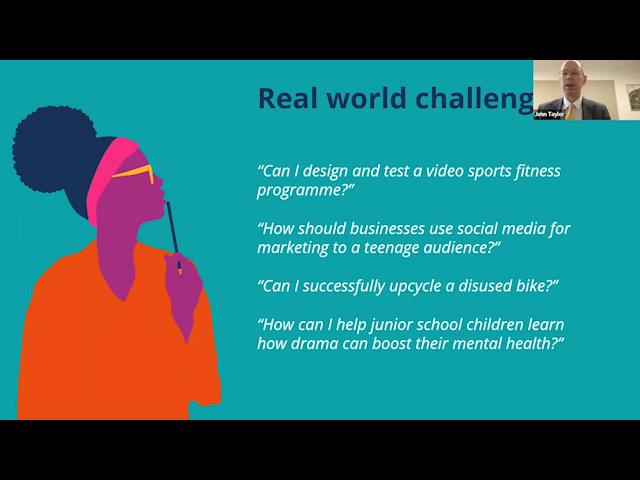 Real world challeng
John Taylor
“Can I design and test a video sports fitness
programme?”
“How should businesses use social media for
marketing to a teenage audience?”
“Can I successfully upcycle a disused bike?”
“How can I help junior school children learn
how drama can boost their mental health?”